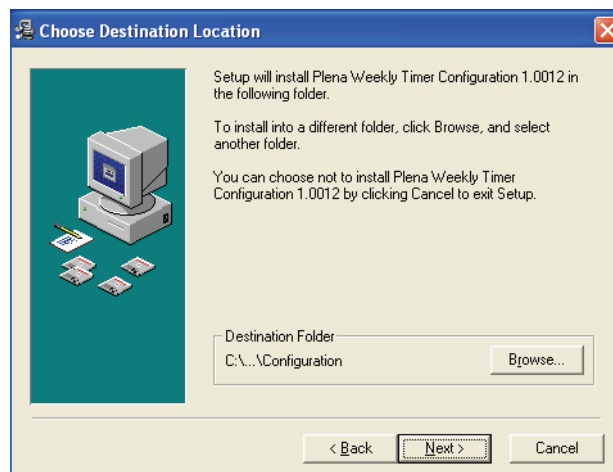 Choose Destination Location
Setup will install Plena Weekly Timer Configuration 1.0012 in
the following folder.
To install into a different folder, click Browse, and select
another folder.
You can choose not to install Plena Weekly Timer
Configuration 1.0012 by clicking Cancel to exit Setup.
Destination Folder
C:\...\Configuration
Browse...
< Back
Next >
Cancel